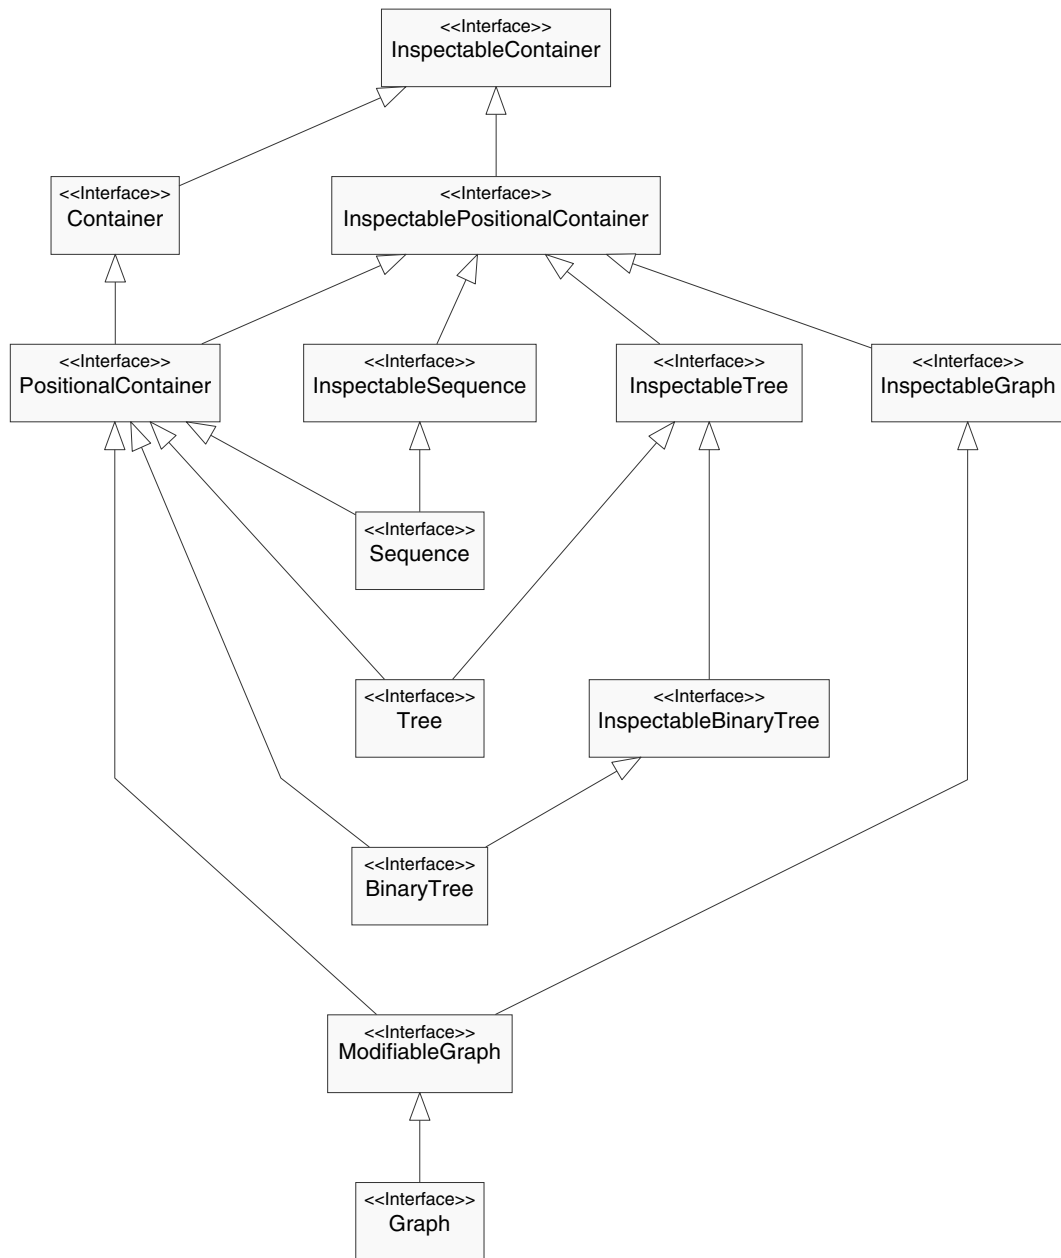 <<Interface>>
InspectableContainer
<<Interface>>
Container
<<Interface>>
InspectablePositionalContainer
<<Interface>>
PositionalContainer
<<Interface>>
InspectableSequence
<<Interface>>
InspectableTree
<<Interface>>
InspectableGraph
<<Interface>>
Sequence
<<Interface>>
Tree
<<Interface>>
InspectableBinaryTree
<<Interface>>
BinaryTree
<<Interface>>
ModifiableGraph
<<Interface>>
Graph